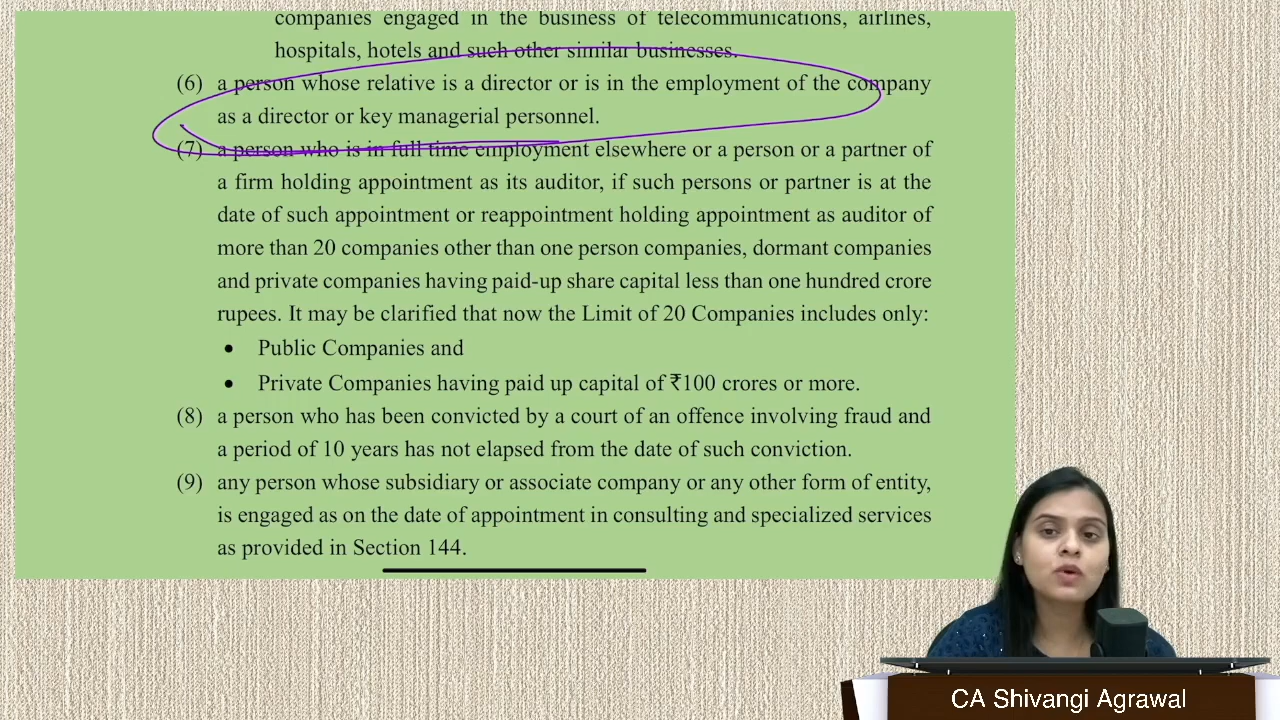 companies engaged in the business of telecommunications, airlines,
hospitals, hotels and such other similar businesses.
(6) a person whose relative is a director or is in the employment of the company
as a director or key managerial personnel.
(7) a person who is in full time employment elsewhere or a person or a partner of
a firm holding appointment as its auditor, if such persons or partner is at the
date of such appointment or reappointment holding appointment as auditor of
more than 20 companies other than one person companies, dormant companies
and private companies having paid-up share capital less than one hundred crore
rupees. It may be clarified that now the Limit of 20 Companies includes only:
• Public Companies and
• Private Companies having paid up capital of ₹100 crores or more.
(8) a person who has been convicted by a court of an offence involving fraud and
a period of 10 years has not elapsed from the date of such conviction.
(9) any person whose subsidiary or associate company or any other form of entity,
is engaged as on the date of appointment in consulting and specialized services
as provided in Section 144.
CA Shivangi Agrawal